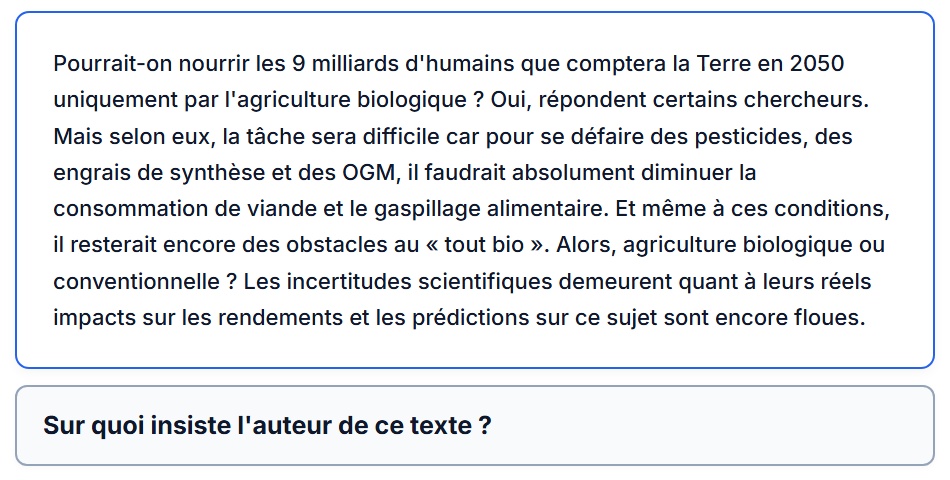 Pourrait-on nourrir les 9 milliards d'humains que comptera la Terre en 2050
uniquement par l'agriculture biologique ? Oui, répondent certains chercheurs.
Mais selon eux, la tâche sera difficile car pour se défaire des pesticides, des
engrais de synthèse et des OGM, il faudrait absolument diminuer la
consommation de viande et le gaspillage alimentaire. Et même à ces conditions,
il resterait encore des obstacles au « tout bio ». Alors, agriculture biologique ou
conventionnelle ? Les incertitudes scientifiques demeurent quant à leurs réels
impacts sur les rendements et les prédictions sur ce sujet sont encore floues.
Sur quoi insiste l'auteur de ce texte ?